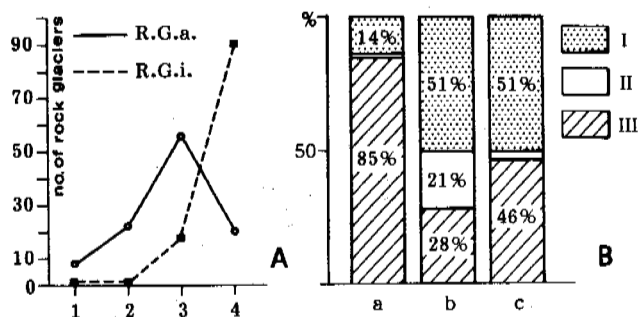 no. of rock glaciers
90
70
50
30
10
0
R.G.a.
R.G.i.
1 2 3 4
A
%
50
14%
85%
51%
21%
28%
51%
46%
a b c
B
I
II
III